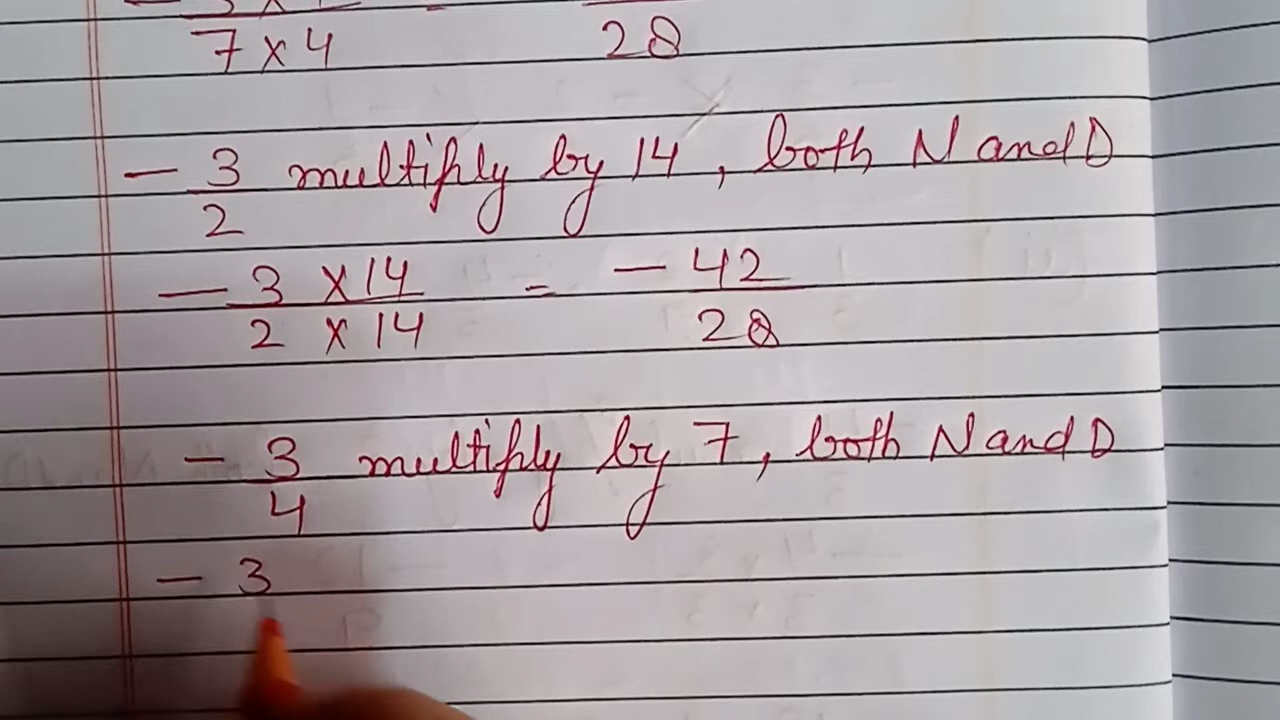 7 × 4 28
- 3 multiply by 14, both N and D
2
- 3 × 14 = - 42
2 × 14 28
- 3 multiply by 7, both N and D
4
- 3